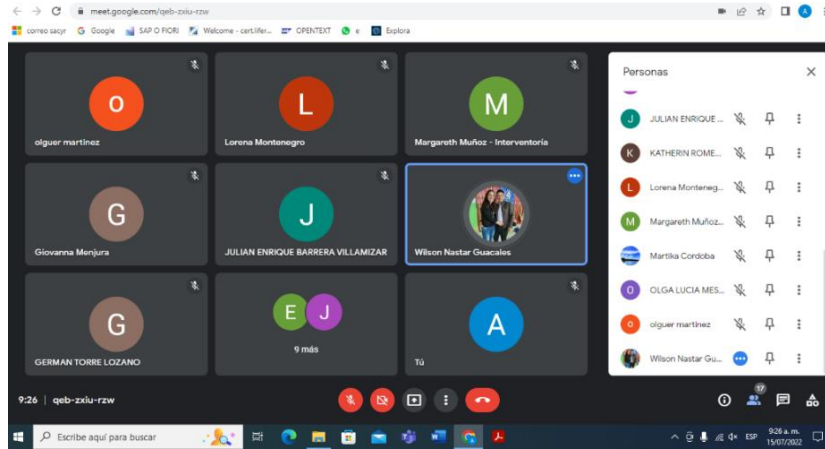 meet.google.com/qeb-zxiu-rzw
correo sacyr G Google SAP O FIORI Welcome - cert.lifer... OPENTEXT e Explora
o
olguer martinez
L
Lorena Montenegro
M
Margareth Muñoz - Interventoría
G
Giovanna Menjura
J
JULIAN ENRIQUE BARRERA VILLAMIZAR
Wilson Nastar Guacales
G
GERMAN TORRE LOZANO
E J
9 más
A
Tú
Personas
J JULIAN ENRIQUE ...
K KATHERIN ROME...
L Lorena Monteneg...
M Margareth Muñoz...
Martika Cordoba
O OLGA LUCIA MES...
o olguer martinez
Wilson Nastar Gu...
9:26 | qeb-zxiu-rzw
17
Escribe aquí para buscar
ESP
9:26 a. m.
15/07/2022